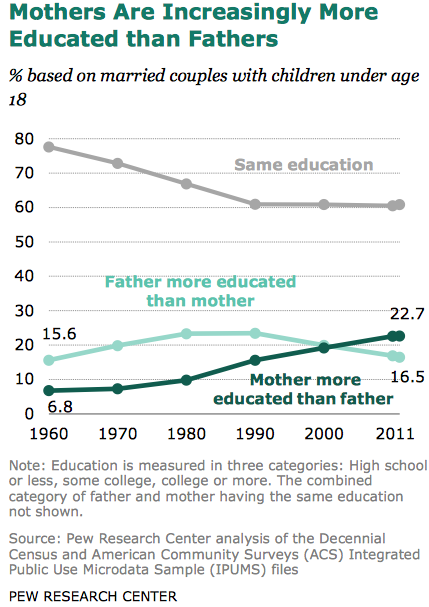 Mothers Are Increasingly More
Educated than Fathers
% based on married couples with children under age
18
80
Same education
60
40
Father more educated
than mother
30
22.7
15.6
20
10
16.5
Mother more
educated than father
6.8
0
1960 1970 1980 1990 2000 2011
Note: Education is measured in three categories: High school
or less, some college, college or more. The combined
category of father and mother having the same education
not shown.
Source: Pew Research Center analysis of the Decennial
Census and American Community Surveys (ACS) Integrated
Public Use Microdata Sample (IPUMS) files
PEW RESEARCH CENTER